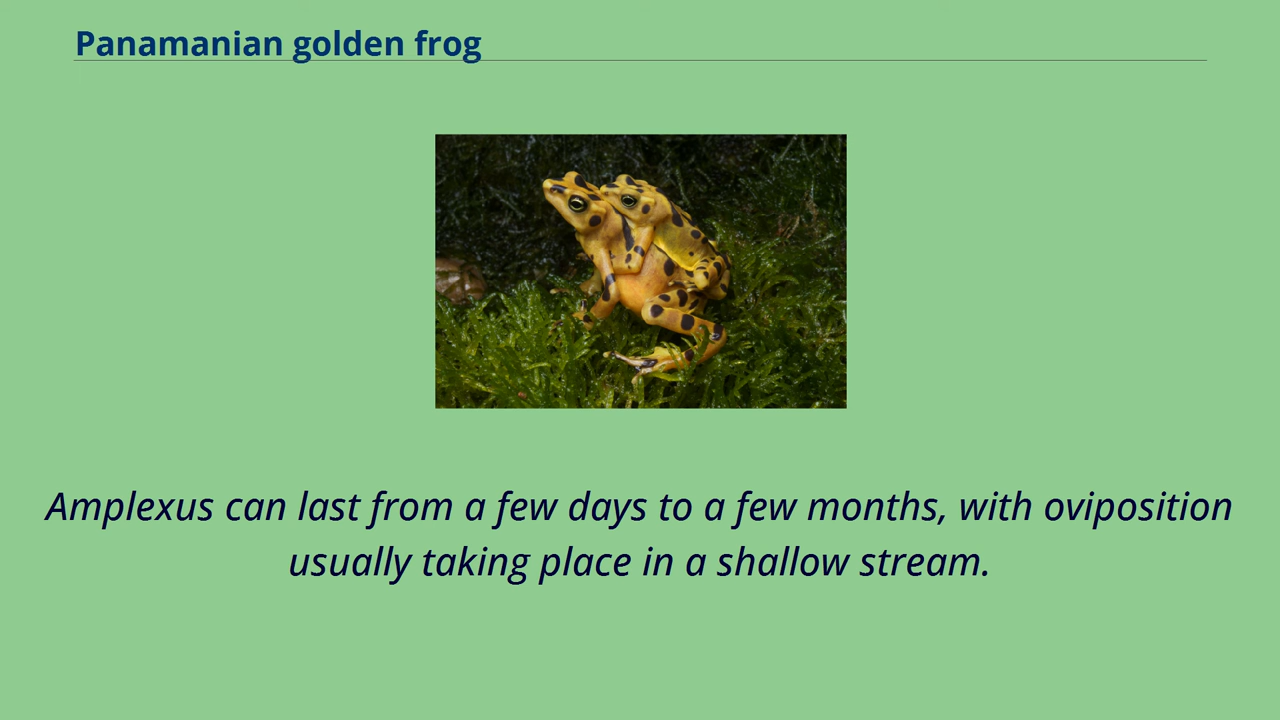 Panamanian golden frog
Amplexus can last from a few days to a few months, with oviposition
usually taking place in a shallow stream.